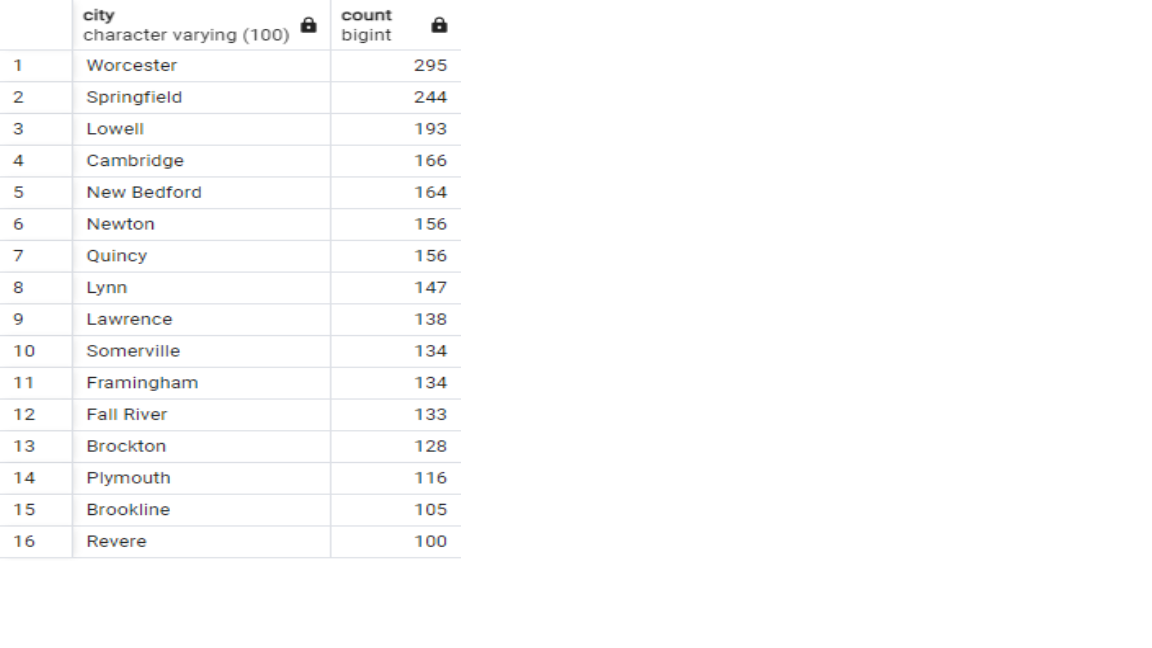 city count
character varying (100) bigint
1 Worcester 295
2 Springfield 244
3 Lowell 193
4 Cambridge 166
5 New Bedford 164
6 Newton 156
7 Quincy 156
8 Lynn 147
9 Lawrence 138
10 Somerville 134
11 Framingham 134
12 Fall River 133
13 Brockton 128
14 Plymouth 116
15 Brookline 105
16 Revere 100